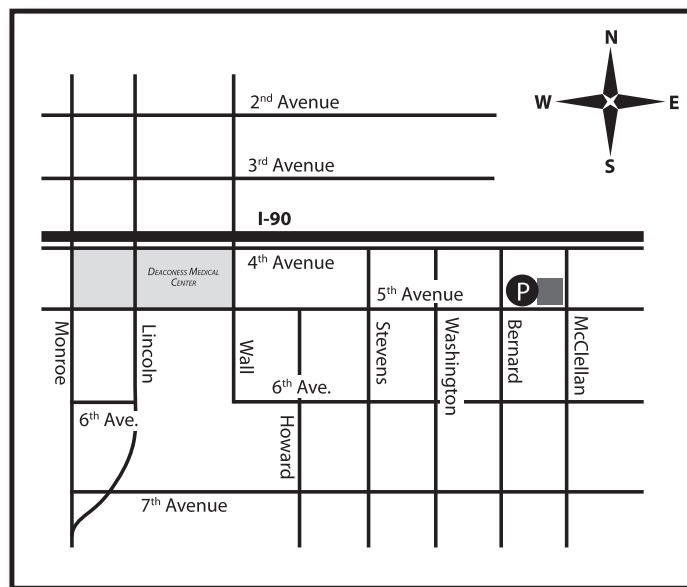 N
W E
S
2nd Avenue
3rd Avenue
I-90
DEACONESS MEDICAL
CENTER
4th Avenue
5th Avenue
P
Monroe
Lincoln
Wall
Stevens
Washington
Bernard
McClellan
6th Ave.
6th Ave.
Howard
7th Avenue